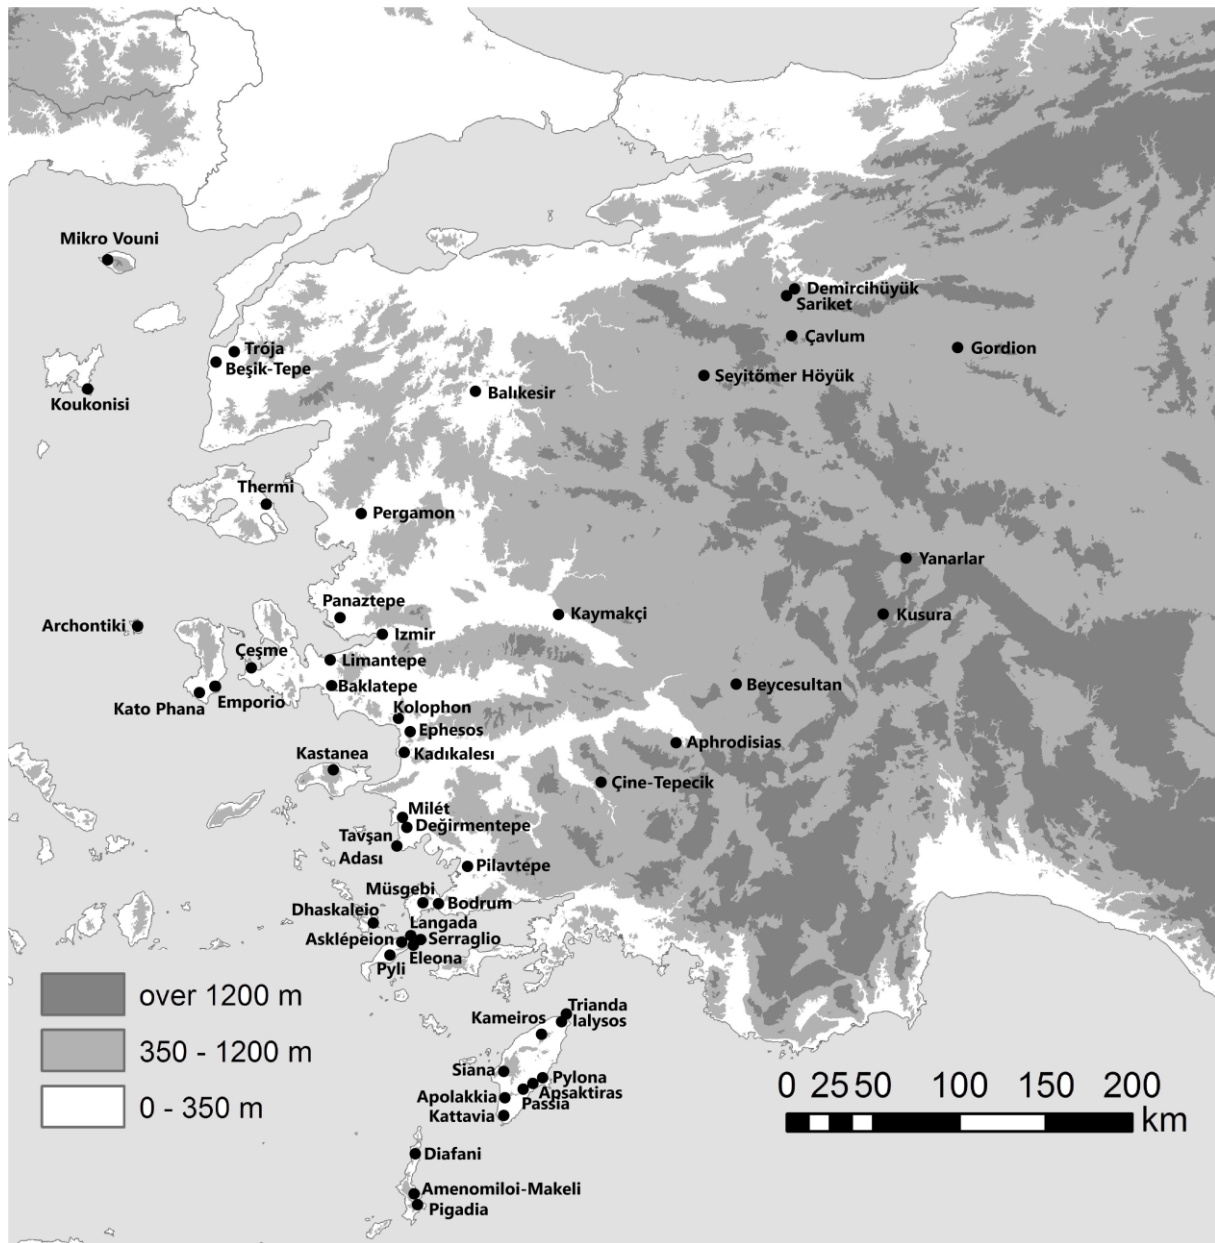 Mikro Vouni
Demircihüyük
Sariket
Çavlum
Gordion
Trója
Beşik-Tepe
Seyitömer Höyük
Balıkesir
Koukonisi
Thermi
Pergamon
Yanarlar
Panaztepe
Kaymakçi
Kusura
Archontiki
Izmir
Çeşme
Limantepe
Baklatepe
Beycesultan
Kato Phana
Emporio
Kolophon
Ephesos
Aphrodisias
Kadıkalesı
Kastanea
Çine-Tepecik
Milét
Değirmentepe
Tavşan
Adası
Pilavtepe
Müsgebi
Bodrum
Dhaskaleio
Langada
Asklépeion
Serraglio
Eleona
Pyli
over 1200 m
350 - 1200 m
0 - 350 m
Trianda
Ialysos
Kameiros
Siana
Pylona
Apsaktiras
Apolakkia
Passia
Kattavia
0 25 50 100 150 200
km
Diafani
Amenomiloi-Makeli
Pigadia